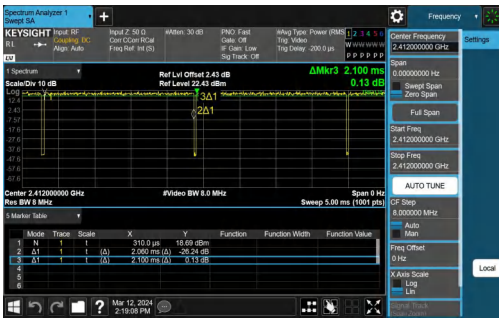 Spectrum Analyzer 1
Swept SA
Frequency
KEYSIGHT
Input: RF
Coupling: DC
Align: Auto
Input Z: 50 Ω
Corr CCorr RCal
Freq Ref: Int (S)
#Atten: 30 dB
PNO: Fast
Gate: Off
IF Gain: Low
Sig Track: Off
#Avg Type: Power (RMS
Trig: Video
Trig Delay: -200.0 µs
1 2 3 4 5 6
W W W W W W
P P P P P P
R L
LXI
1 Spectrum
Scale/Div 10 dB
Ref Lvl Offset 2.43 dB
Ref Level 22.43 dBm
ΔMkr3 2.100 ms
0.13 dB
Log
12.4
2.43
-7.57
-17.6
-27.6
-37.6
-47.6
-57.6
-67.6
3Δ1
2Δ1
Center 2.412000000 GHz
Res BW 8 MHz
#Video BW 8.0 MHz
Span 0 Hz
Sweep 5.00 ms (1001 pts)
5 Marker Table
Mode Trace Scale X Y Function Function Width Function Value
1 N 1 t 310.0 µs 18.69 dBm
2 Δ1 1 t (Δ) 2.060 ms (Δ) -26.24 dB
3 Δ1 1 t (Δ) 2.100 ms (Δ) 0.13 dB
4
5
6
Mar 12, 2024
2:19:08 PM
Center Frequency
2.412000000 GHz
Settings
Span
0.00000000 Hz
Swept Span
Zero Span
Full Span
Start Freq
2.412000000 GHz
Stop Freq
2.412000000 GHz
AUTO TUNE
CF Step
8.000000 MHz
Auto
Man
Freq Offset
0 Hz
X Axis Scale
Log
Lin
Signal Track
Local